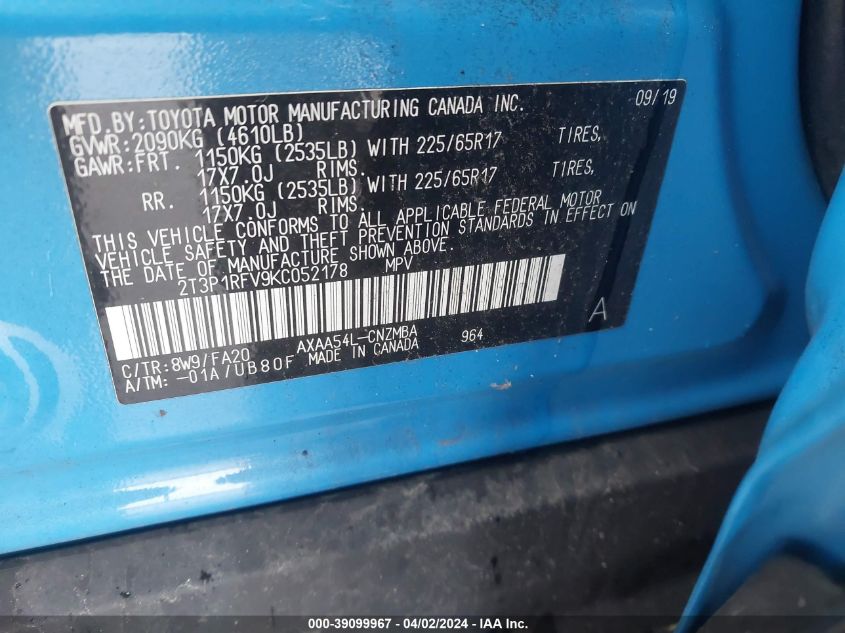 MFD.BY:TOYOTA MOTOR MANUFACTURING CANADA INC. 09/19
GVWR:2090KG (4610LB)
GAWR:FRT. 1150KG (2535LB) WITH 225/65R17 TIRES,
17X7.0J RIMS.
RR. 1150KG (2535LB) WITH 225/65R17 TIRES,
17X7.0J RIMS.
THIS VEHICLE CONFORMS TO ALL APPLICABLE FEDERAL MOTOR
VEHICLE SAFETY AND THEFT PREVENTION STANDARDS IN EFFECT ON
THE DATE OF MANUFACTURE SHOWN ABOVE.
2T3P1RFV9KC052178 MPV
A
C/TR:8W9/FA20 AXAA54L-CNZMBA 964
A/TM:-01A/UB80F MADE IN CANADA
000-39099967 - 04/02/2024 - IAA Inc.